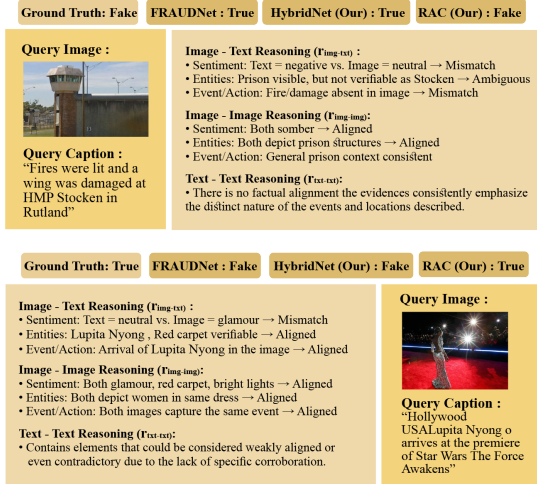 Ground Truth: Fake
FRAUDNet : True
HybridNet (Our) : True
RAC (Our) : Fake
Query Image :
Query Caption :
“Fires were lit and a
wing was damaged at
HMP Stocken in
Rutland”
Image - Text Reasoning (rimg-txt) :
• Sentiment: Text = negative vs. Image = neutral → Mismatch
• Entities: Prison visible, but not verifiable as Stocken → Ambiguous
• Event/Action: Fire/damage absent in image → Mismatch
Image - Image Reasoning (rimg-img):
• Sentiment: Both somber → Aligned
• Entities: Both depict prison structures → Aligned
• Event/Action: General prison context consistent
Text - Text Reasoning (rtxt-txt):
• There is no factual alignment the evidences consistently emphasize
the distinct nature of the events and locations described.
Ground Truth: True
FRAUDNet : Fake
HybridNet (Our) : Fake
RAC (Our) : True
Image - Text Reasoning (rimg-txt) :
• Sentiment: Text = neutral vs. Image = glamour → Mismatch
• Entities: Lupita Nyong , Red carpet verifiable → Aligned
• Event/Action: Arrival of Lupita Nyong in the image → Aligned
Image - Image Reasoning (rimg-img):
• Sentiment: Both glamour, red carpet, bright lights → Aligned
• Entities: Both depict women in same dress → Aligned
• Event/Action: Both images capture the same event → Aligned
Text - Text Reasoning (rtxt-txt):
• Contains elements that could be considered weakly aligned or
even contradictory due to the lack of specific corroboration.
Query Image :
Query Caption :
“Hollywood
USALupita Nyong o
arrives at the premiere
of Star Wars The Force
Awakens”